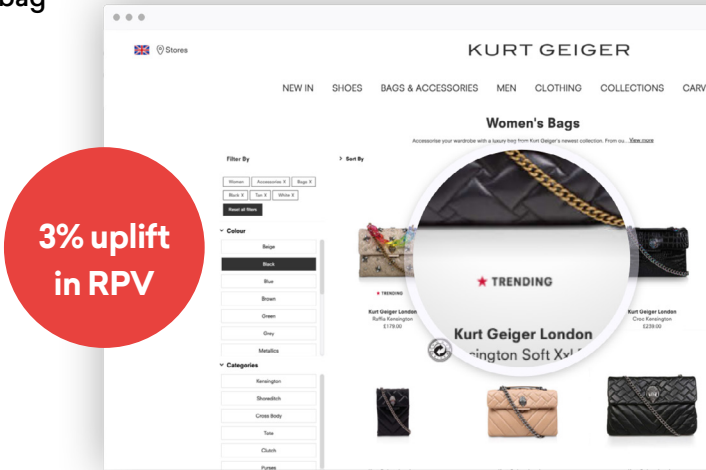 bag
Stores
KURT GEIGER
NEW IN SHOES BAGS & ACCESSORIES MEN CLOTHING COLLECTIONS CARV
Women's Bags
Accessorise your wardrobe with a luxury bag from Kurt Geiger's newest collection. From ou... View more
Filter By
> Sort By
Women Accessories X Bags X
Black X Tan X White X
Reset all filters
Colour
Beige
Black
Blue
Brown
Green
Grey
Metallics
Categories
Kensington
Shoreditch
Cross Body
Tote
Clutch
Purses
3% uplift
in RPV
★ TRENDING
Kurt Geiger London
Raffia Kensington
£179.00
★ TRENDING
Kurt Geiger London
Soft Xxl
Kurt Geiger London
Croc Kensington
£239.00